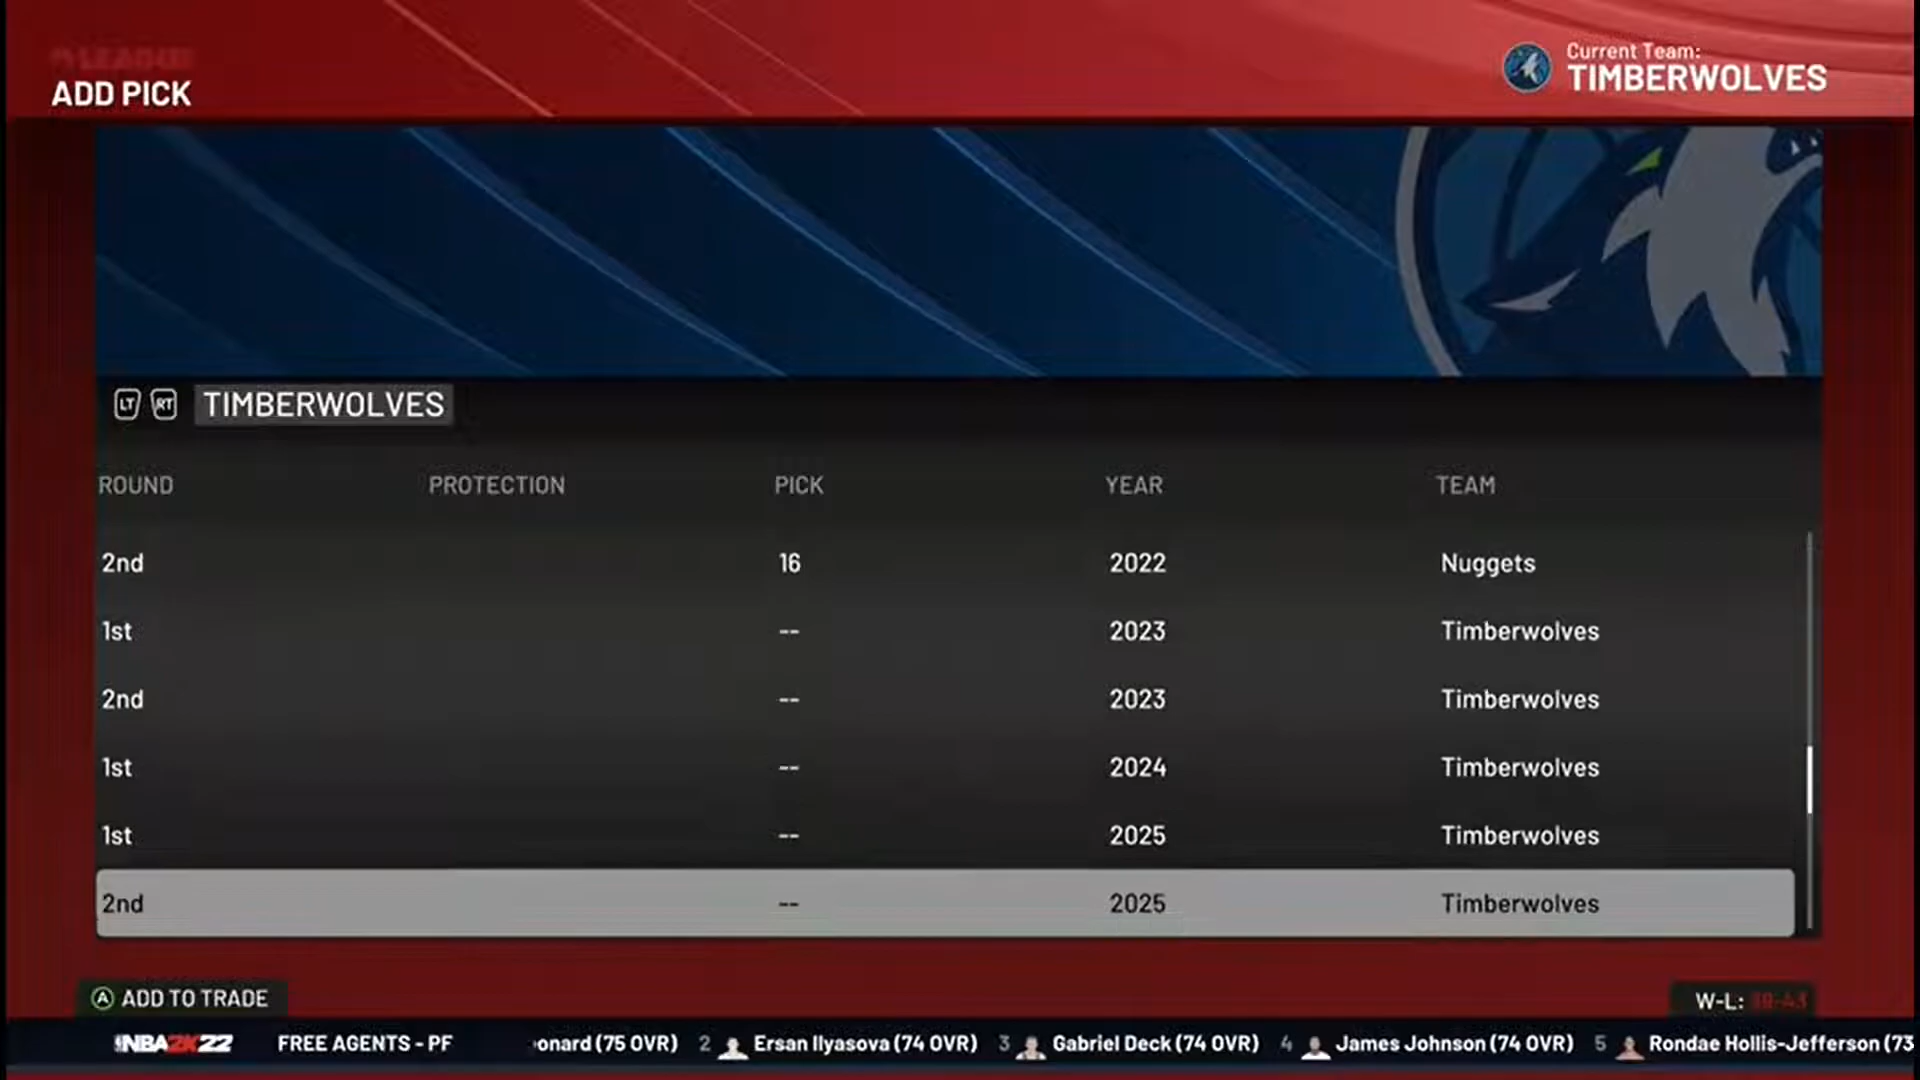 ADD PICK
Current Team:
TIMBERWOLVES
LT RT TIMBERWOLVES
ROUND PROTECTION PICK YEAR TEAM
2nd 16 2022 Nuggets
1st -- 2023 Timberwolves
2nd -- 2023 Timberwolves
1st -- 2024 Timberwolves
1st -- 2025 Timberwolves
2nd -- 2025 Timberwolves
A ADD TO TRADE
W-L:
NBA2K22 FREE AGENTS - PF onard (75 OVR) 2 Ersan Ilyasova (74 OVR) 3 Gabriel Deck (74 OVR) 4 James Johnson (74 OVR) 5 Rondae Hollis-Jefferson (73